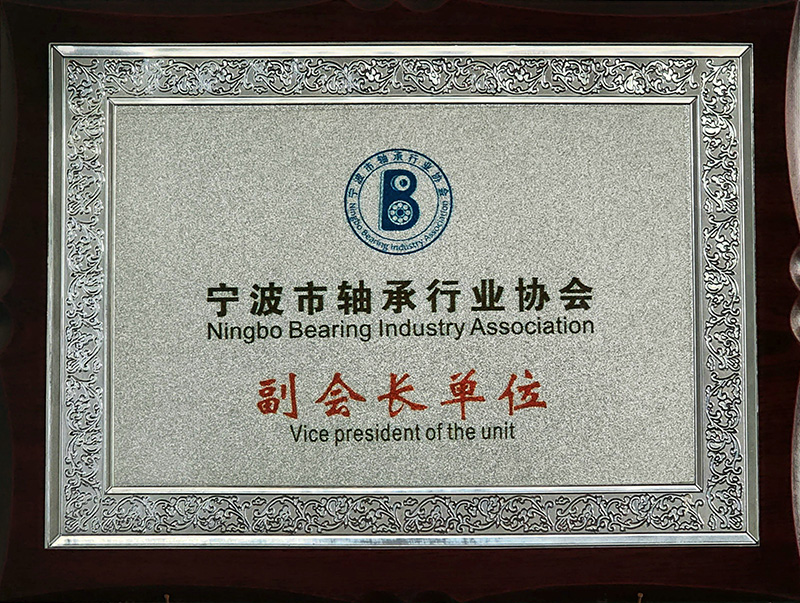 宁波市轴承行业协会
Ningbo Bearing Industry Association
B
宁波市轴承行业协会
Ningbo Bearing Industry Association
副会长单位
Vice president of the unit